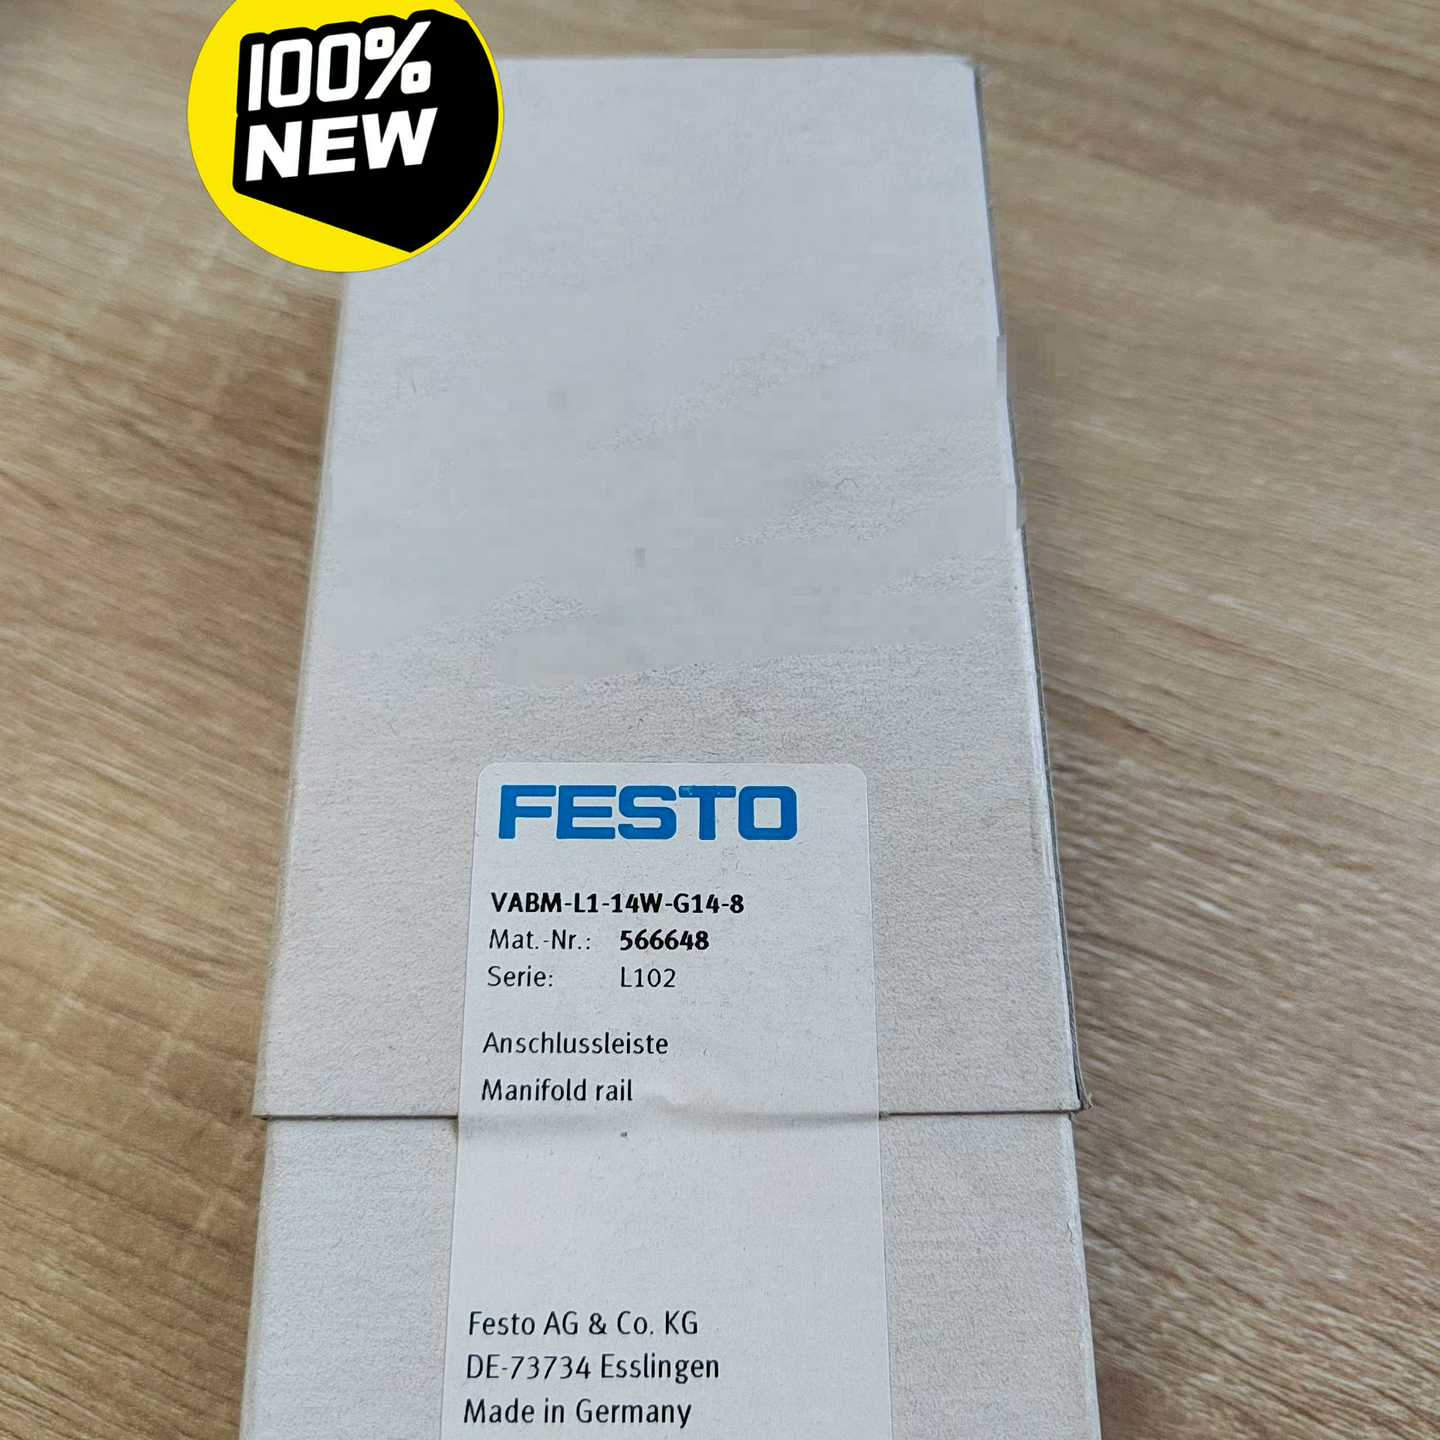 100%
NEW
FESTO
VABM-L1-14W-G14-8
Mat.-Nr.: 566648
Serie: L102
Anschlussleiste
Manifold rail
Festo AG & Co. KG
DE-73734 Esslingen
Made in Germany